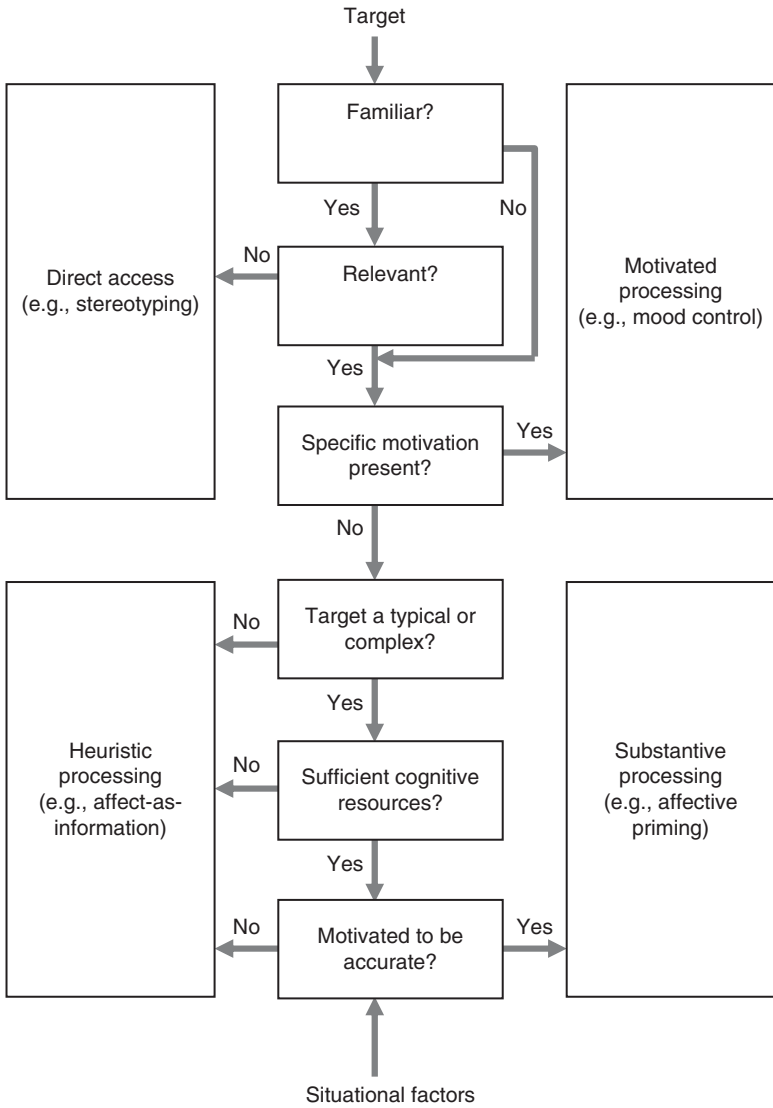 Target
Familiar?
Yes
No
No
Relevant?
Direct access
(e.g., stereotyping)
Motivated
processing
(e.g., mood control)
Yes
Specific motivation
present?
Yes
No
Target a typical or
complex?
No
Yes
Heuristic
processing
(e.g., affect-as-
information)
No
Sufficient cognitive
resources?
Substantive
processing
(e.g., affective
priming)
Yes
No
Motivated to be
accurate?
Yes
Situational factors